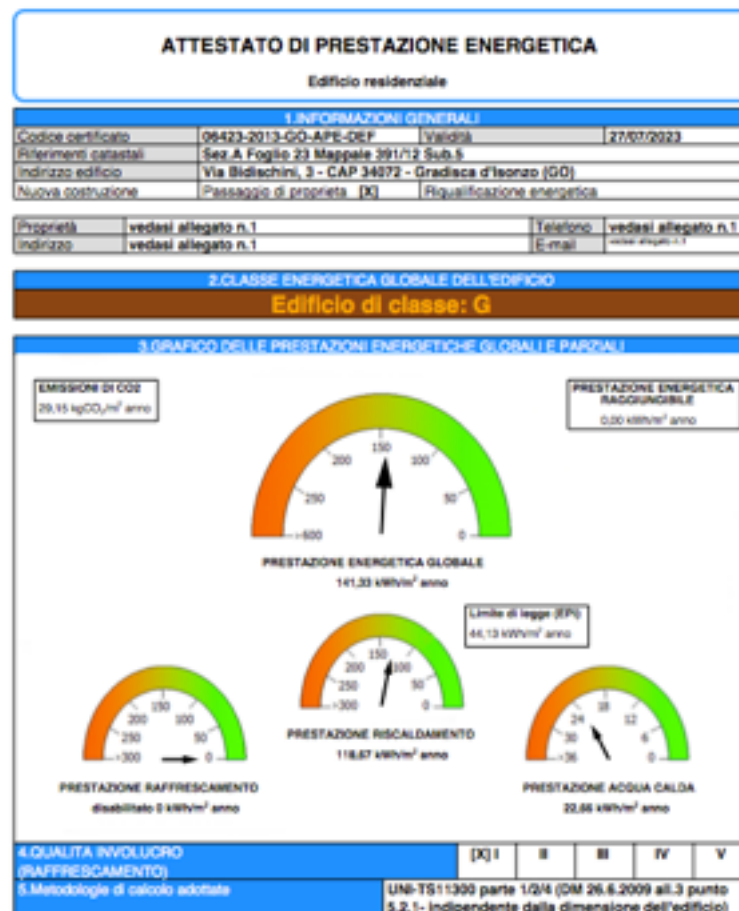 ATTESTATO DI PRESTAZIONE ENERGETICA
Edificio residenziale
1.INFORMAZIONI GENERALI
Codice certificato 06423-2013-GO-APE-DEF Validità 27/07/2023
Riferimenti catastali Sez.A Foglio 23 Mappale 391/12 Sub.5
Indirizzo edificio Via Bidischini, 3 - CAP 34072 - Gradisca d'Isonzo (GO)
Nuova costruzione Passaggio di proprieta [X] Riqualificazione energetica
Proprietà vedasi allegato n.1 Telefono vedasi allegato n.1
Indirizzo vedasi allegato n.1 E-mail vedasi allegato n.1
2.CLASSE ENERGETICA GLOBALE DELL'EDIFICIO
Edificio di classe: G
3.GRAFICO DELLE PRESTAZIONI ENERGETICHE GLOBALI E PARZIALI
EMISSIONI DI CO2
29,15 kgCO₂/m² anno
PRESTAZIONE ENERGETICA
RAGGIUNGIBILE
0,00 kWh/m² anno
150
200 100
250 50
0
PRESTAZIONE ENERGETICA GLOBALE
141,33 kWh/m² anno
Limite di legge (EPi)
44,13 kWh/m² anno
150
200 100
250 50
>300 0
PRESTAZIONE RISCALDAMENTO
118,67 kWh/m² anno
150
200 100
250 50
>300 0
PRESTAZIONE RAFFRESCAMENTO
disabilitato 0 kWh/m² anno
18
24 12
30 6
>36 0
PRESTAZIONE ACQUA CALDA
22,66 kWh/m² anno
4.QUALITA INVOLUCRO [X] I II III IV V
(RAFFRESCAMENTO)
5.Metodologie di calcolo adottate UNI-TS11300 parte 1/2/4 (DM 26.6.2009 all.3 punto
5.2.1- indipendente dalla dimensione dell'edificio)